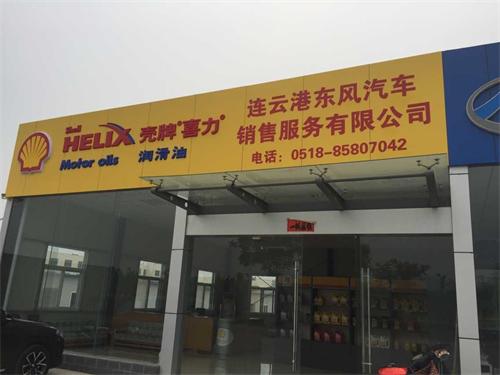 Shell
HELIX 壳牌®喜力®
Motor oils 润滑油
连云港东风汽车
销售服务有限公司
电话：0518-85807042